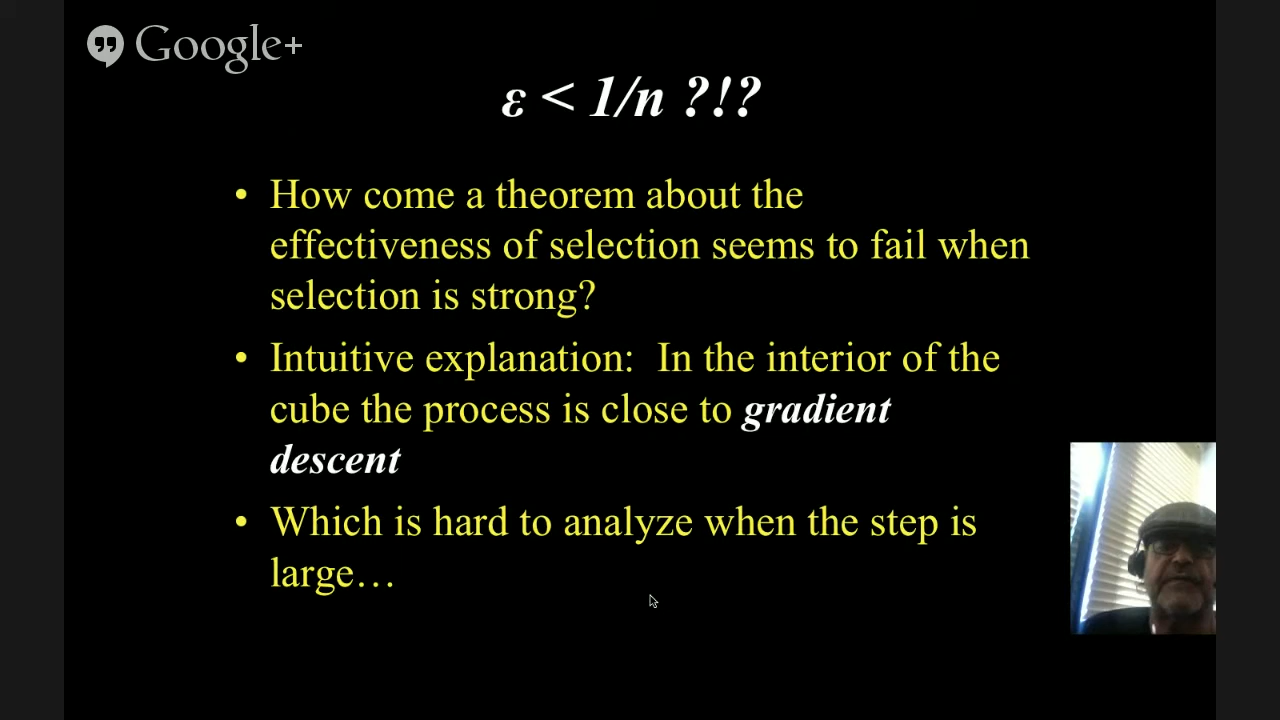 Google+
ε < 1/n ?!?
• How come a theorem about the
effectiveness of selection seems to fail when
selection is strong?
• Intuitive explanation:  In the interior of the
cube the process is close to gradient
descent
• Which is hard to analyze when the step is
large…